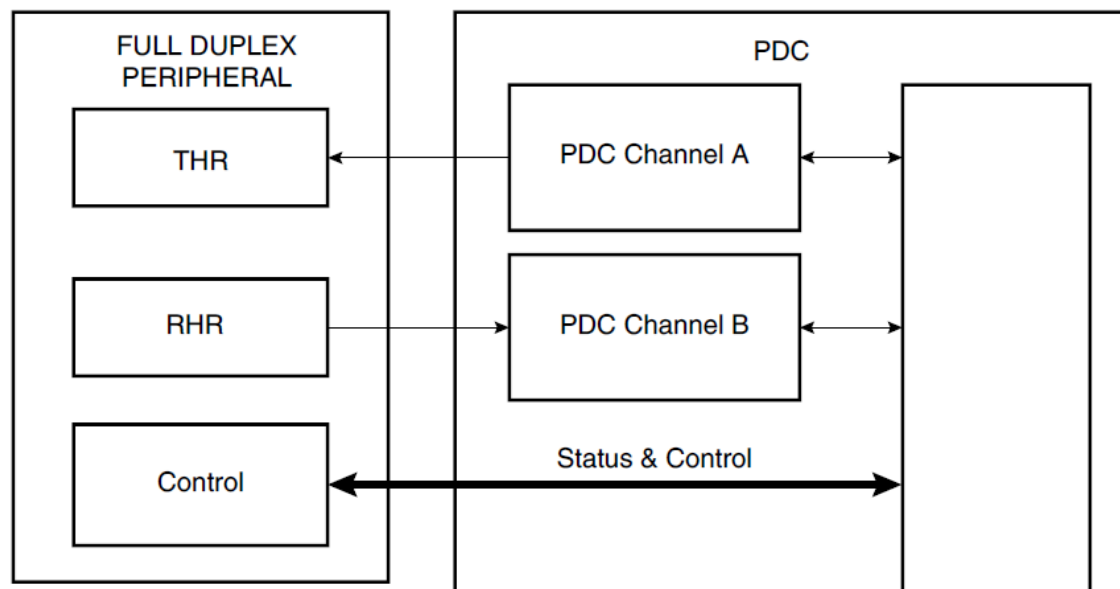 FULL DUPLEX
PERIPHERAL
PDC
THR
PDC Channel A
RHR
PDC Channel B
Control
Status & Control